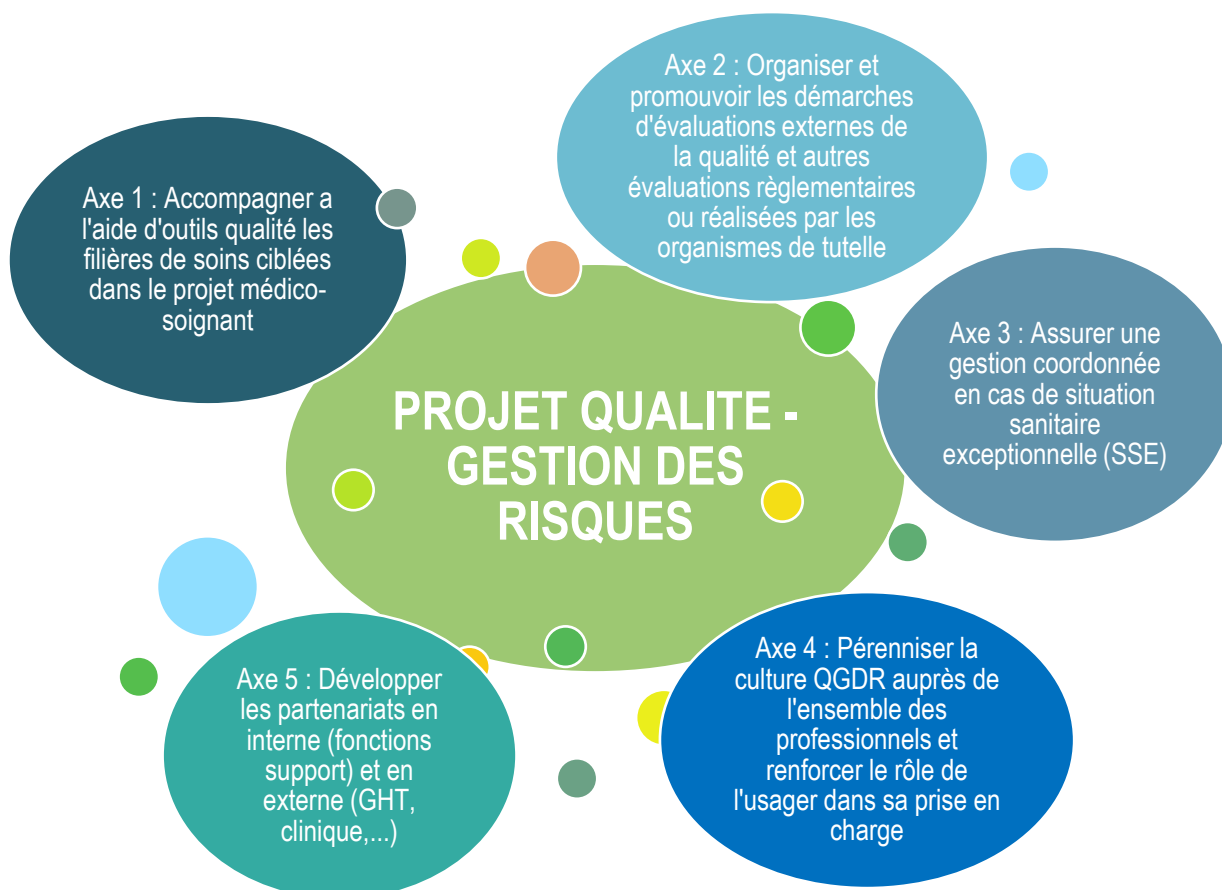 Axe 1 : Accompagner a
l'aide d'outils qualité les
filières de soins ciblées
dans le projet médico-
soignant
Axe 2 : Organiser et
promouvoir les démarches
d'évaluations externes de
la qualité et autres
évaluations règlementaires
ou réalisées par les
organismes de tutelle
Axe 3 : Assurer une
gestion coordonnée
en cas de situation
sanitaire
exceptionnelle (SSE)
PROJET QUALITE -
GESTION DES
RISQUES
Axe 4 : Pérenniser la
culture QGDR auprès de
l'ensemble des
professionnels et
renforcer le rôle de
l'usager dans sa prise en
charge
Axe 5 : Développer
les partenariats en
interne (fonctions
support) et en
externe (GHT,
clinique,...)